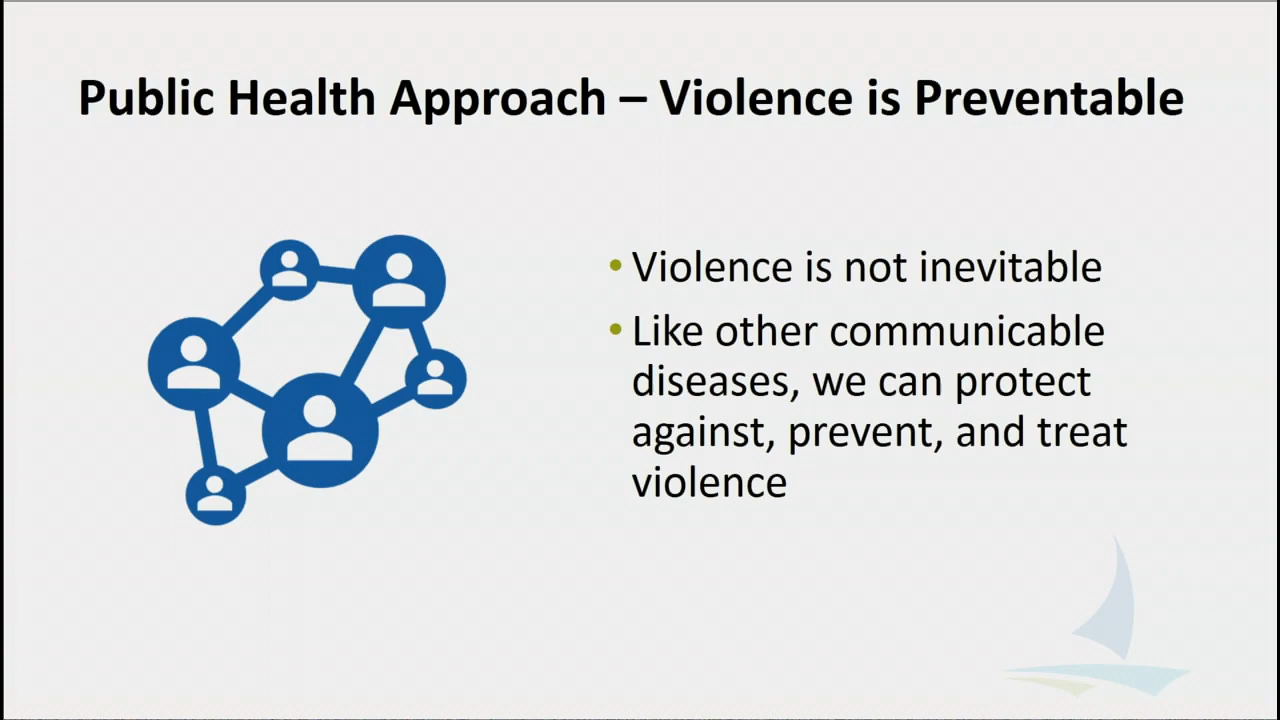 Public Health Approach – Violence is Preventable
• Violence is not inevitable
• Like other communicable
diseases, we can protect
against, prevent, and treat
violence